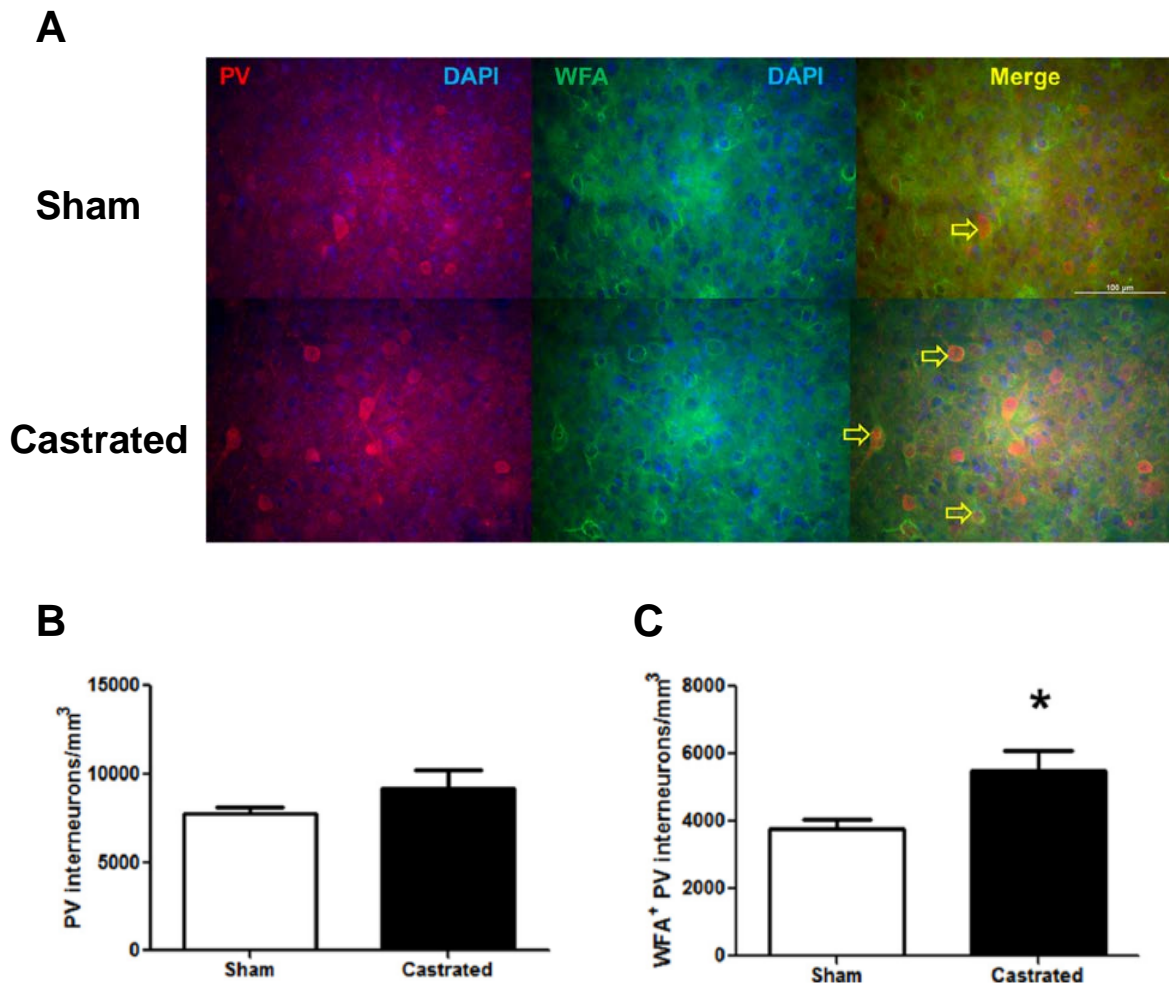 A
PV DAPI WFA DAPI Merge
Sham
100 µm
Castrated
B
C
PV interneurons/mm³
15000
10000
5000
0
Sham Castrated
WFA⁺ PV interneurons/mm³
8000
6000
4000
2000
0
*
Sham Castrated